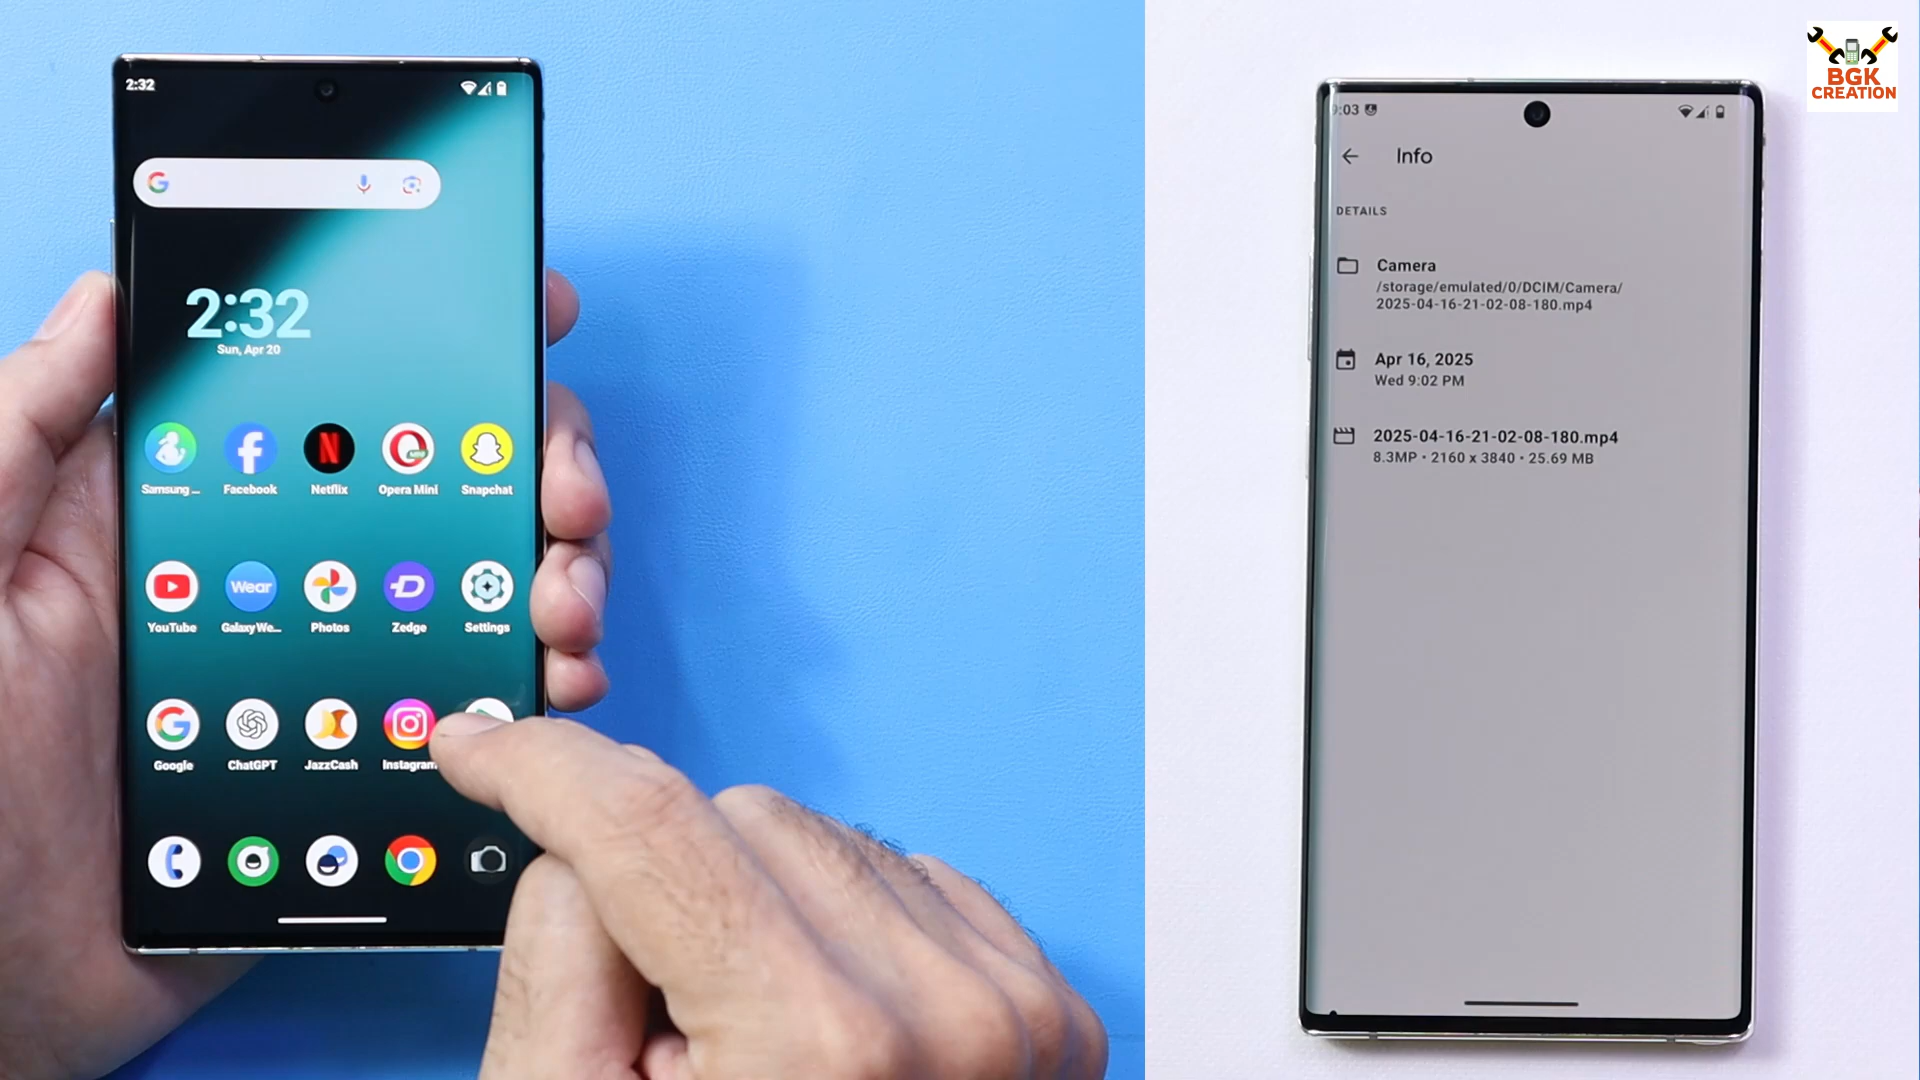 2:32
2:32
Sun, Apr 20
Samsung ...
Facebook
Netflix
Opera Mini
Snapchat
Wear
YouTube
Galaxy We...
Photos
Zedge
Settings
Google
ChatGPT
JazzCash
Instagram
9:03
Info
DETAILS
Camera
/storage/emulated/0/DCIM/Camera/
2025-04-16-21-02-08-180.mp4
Apr 16, 2025
Wed 9:02 PM
2025-04-16-21-02-08-180.mp4
8.3MP • 2160 x 3840 • 25.69 MB
BGK
CREATION